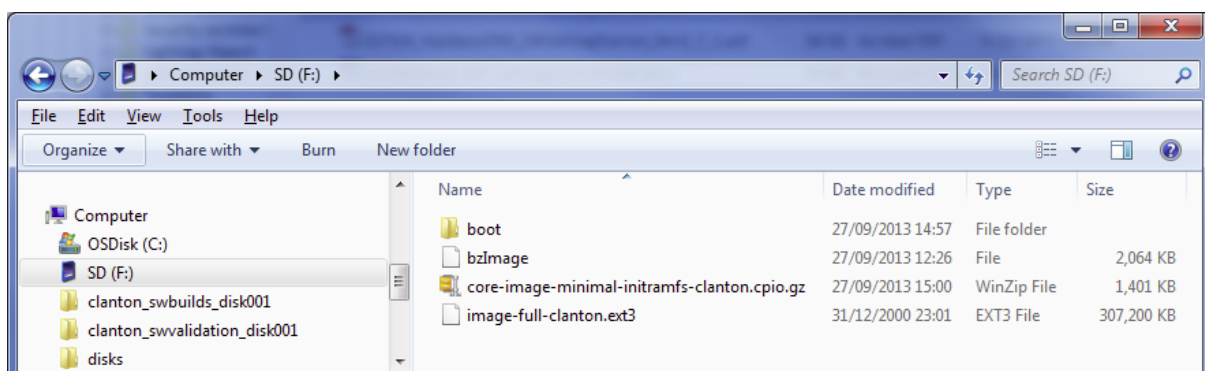 Computer SD (F:) Search SD (F:)
File Edit View Tools Help
Organize Share with Burn New folder
Name Date modified Type Size
Computer
OSDisk (C:)
SD (F:)
clanton_swbuilds_disk001
clanton_swvalidation_disk001
disks
boot 27/09/2013 14:57 File folder
bzImage 27/09/2013 12:26 File 2,064 KB
core-image-minimal-initramfs-clanton.cpio.gz 27/09/2013 15:00 WinZip File 1,401 KB
image-full-clanton.ext3 31/12/2000 23:01 EXT3 File 307,200 KB